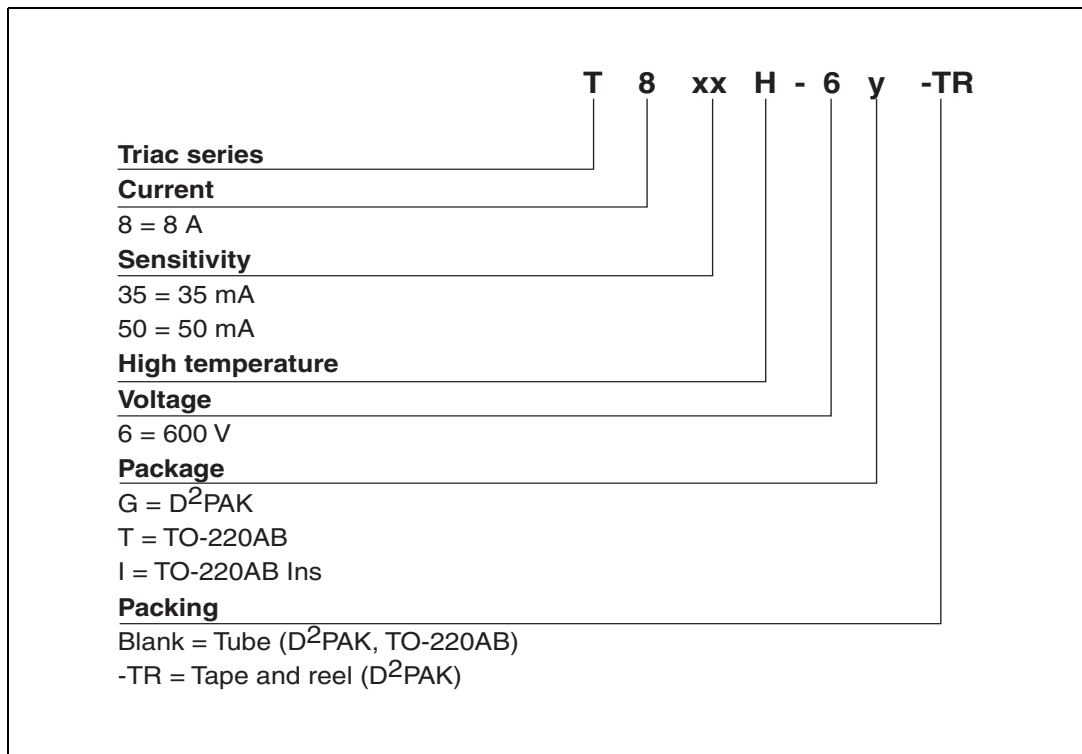 T 8 xx H - 6 y -TR
Triac series
Current
8 = 8 A
Sensitivity
35 = 35 mA
50 = 50 mA
High temperature
Voltage
6 = 600 V
Package
G = D²PAK
T = TO-220AB
I = TO-220AB Ins
Packing
Blank = Tube (D²PAK, TO-220AB)
-TR = Tape and reel (D²PAK)